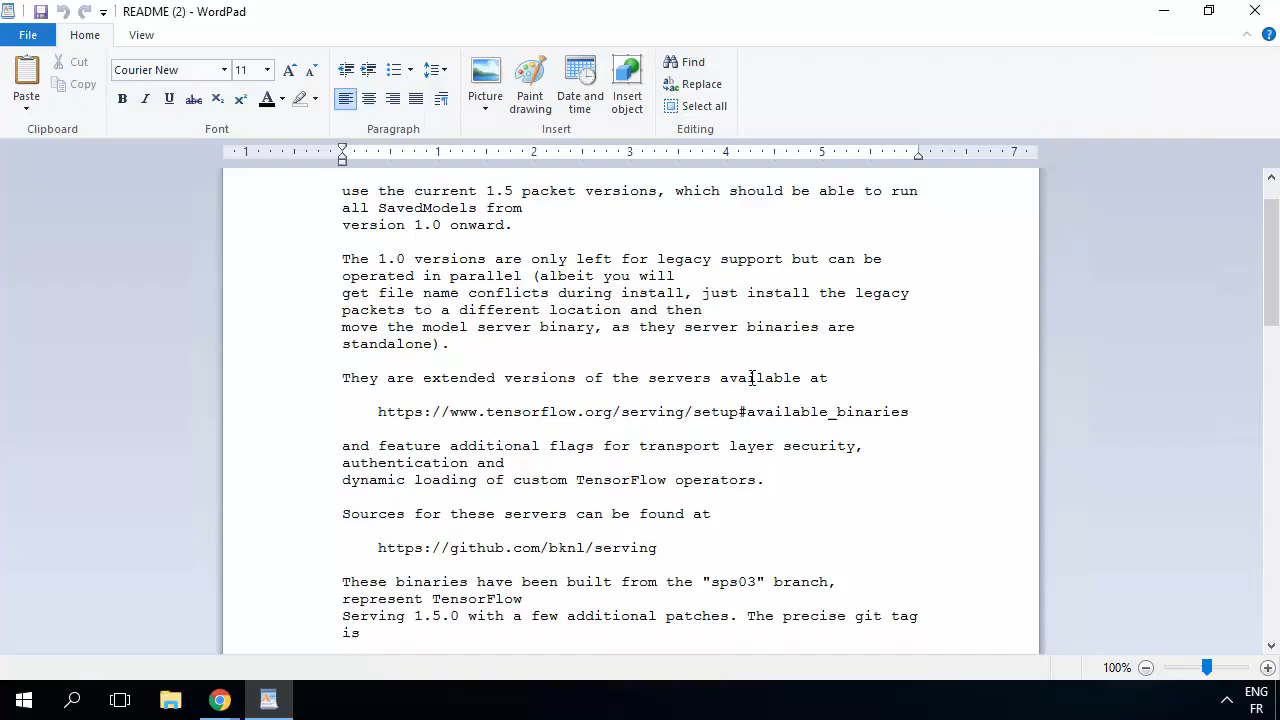 README (2) - WordPad
File
Home
View
Paste
Cut
Copy
Clipboard
Courier New
11
Font
Paragraph
Picture
Paint drawing
Date and time
Insert object
Insert
Find
Replace
Select all
Editing
1 1 2 3 4 5 7
use the current 1.5 packet versions, which should be able to run
all SavedModels from
version 1.0 onward.
The 1.0 versions are only left for legacy support but can be
operated in parallel (albeit you will
get file name conflicts during install, just install the legacy
packets to a different location and then
move the model server binary, as they server binaries are
standalone).
They are extended versions of the servers available at
https://www.tensorflow.org/serving/setup#available_binaries
and feature additional flags for transport layer security,
authentication and
dynamic loading of custom TensorFlow operators.
Sources for these servers can be found at
https://github.com/bknl/serving
These binaries have been built from the "sps03" branch,
represent TensorFlow
Serving 1.5.0 with a few additional patches. The precise git tag
is
100%
ENG
FR